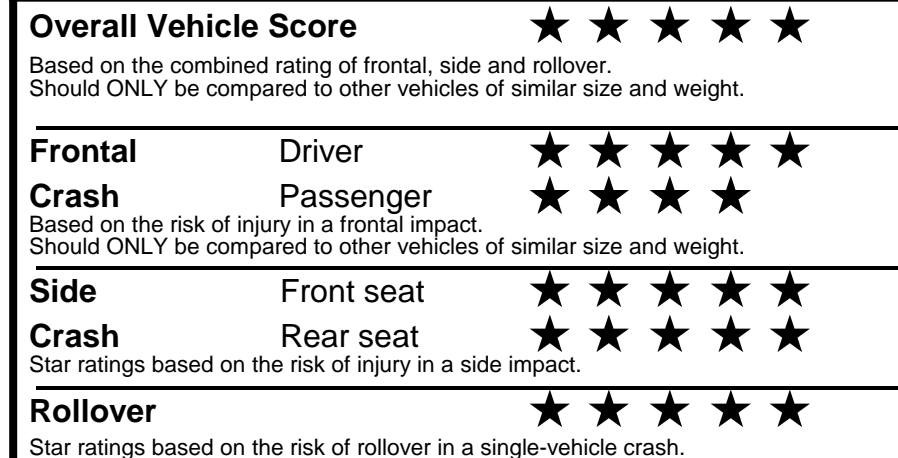 Overall Vehicle Score ★ ★ ★ ★ ★
Based on the combined rating of frontal, side and rollover.
Should ONLY be compared to other vehicles of similar size and weight.
Frontal Driver ★ ★ ★ ★ ★
Crash Passenger ★ ★ ★ ★
Based on the risk of injury in a frontal impact.
Should ONLY be compared to other vehicles of similar size and weight.
Side Front seat ★ ★ ★ ★ ★
Crash Rear seat ★ ★ ★ ★ ★
Star ratings based on the risk of injury in a side impact.
Rollover ★ ★ ★ ★ ★
Star ratings based on the risk of rollover in a single-vehicle crash.